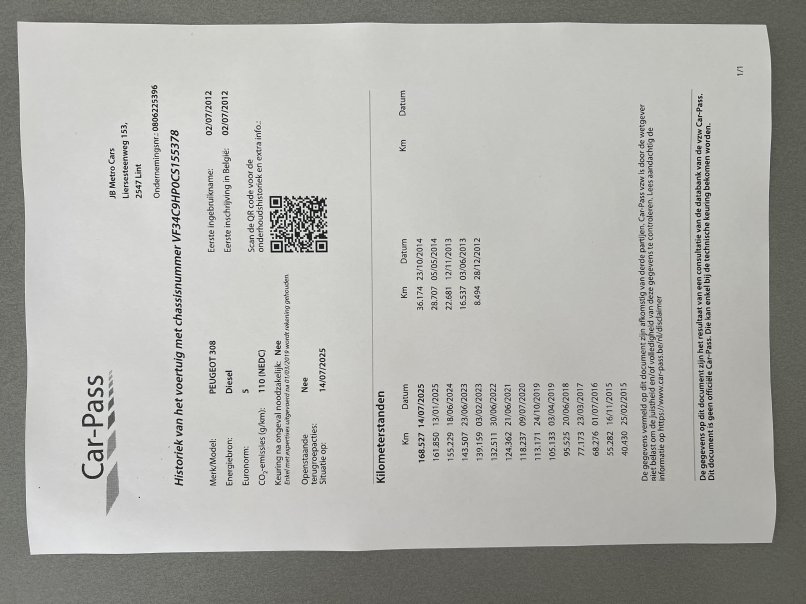 Car-Pass
JB Metro Cars
Liersesteenweg 153,
2547 Lint
Ondernemingsnr.: 0806225396
Historiek van het voertuig met chassisnummer VF34C9HP0CS155378
Merk/Model: PEUGEOT 308
Energiebron: Diesel
Euronorm: 5
CO₂-emissies (g/km): 110 (NEDC)
Keuring na ongeval noodzakelijk: Nee
Enkel met expertises uitgevoerd na 01/03/2019 wordt rekening gehouden.
Openstaande Nee
terugroepacties:
Situatie op: 14/07/2025
Eerste ingebruikname: 02/07/2012
Eerste inschrijving in België: 02/07/2012
Scan de QR code voor de
onderhoudshistoriek en extra info.:
Kilometerstanden
Km Datum
168.527 14/07/2025
161.850 13/01/2025
155.229 18/06/2024
143.507 23/06/2023
139.159 03/02/2023
132.511 30/06/2022
124.362 21/06/2021
118.237 09/07/2020
113.171 24/10/2019
105.133 03/04/2019
95.525 20/06/2018
77.173 23/03/2017
68.276 01/07/2016
55.282 16/11/2015
40.430 25/02/2015
Km Datum
36.174 23/10/2014
28.707 05/05/2014
22.681 12/11/2013
16.537 03/06/2013
8.494 28/12/2012
Km Datum
De gegevens vermeld op dit document zijn afkomstig van derde partijen. Car-Pass vzw is door de wetgever
niet belast om de juistheid en/of volledigheid van deze gegevens te controleren. Lees aandachtig de
informatie op https://www.car-pass.be/nl/disclaimer
De gegevens op dit document zijn het resultaat van een consultatie van de databank van de vzw Car-Pass.
Dit document is geen officiële Car-Pass. Die kan enkel bij de technische keuring bekomen worden.
1/1